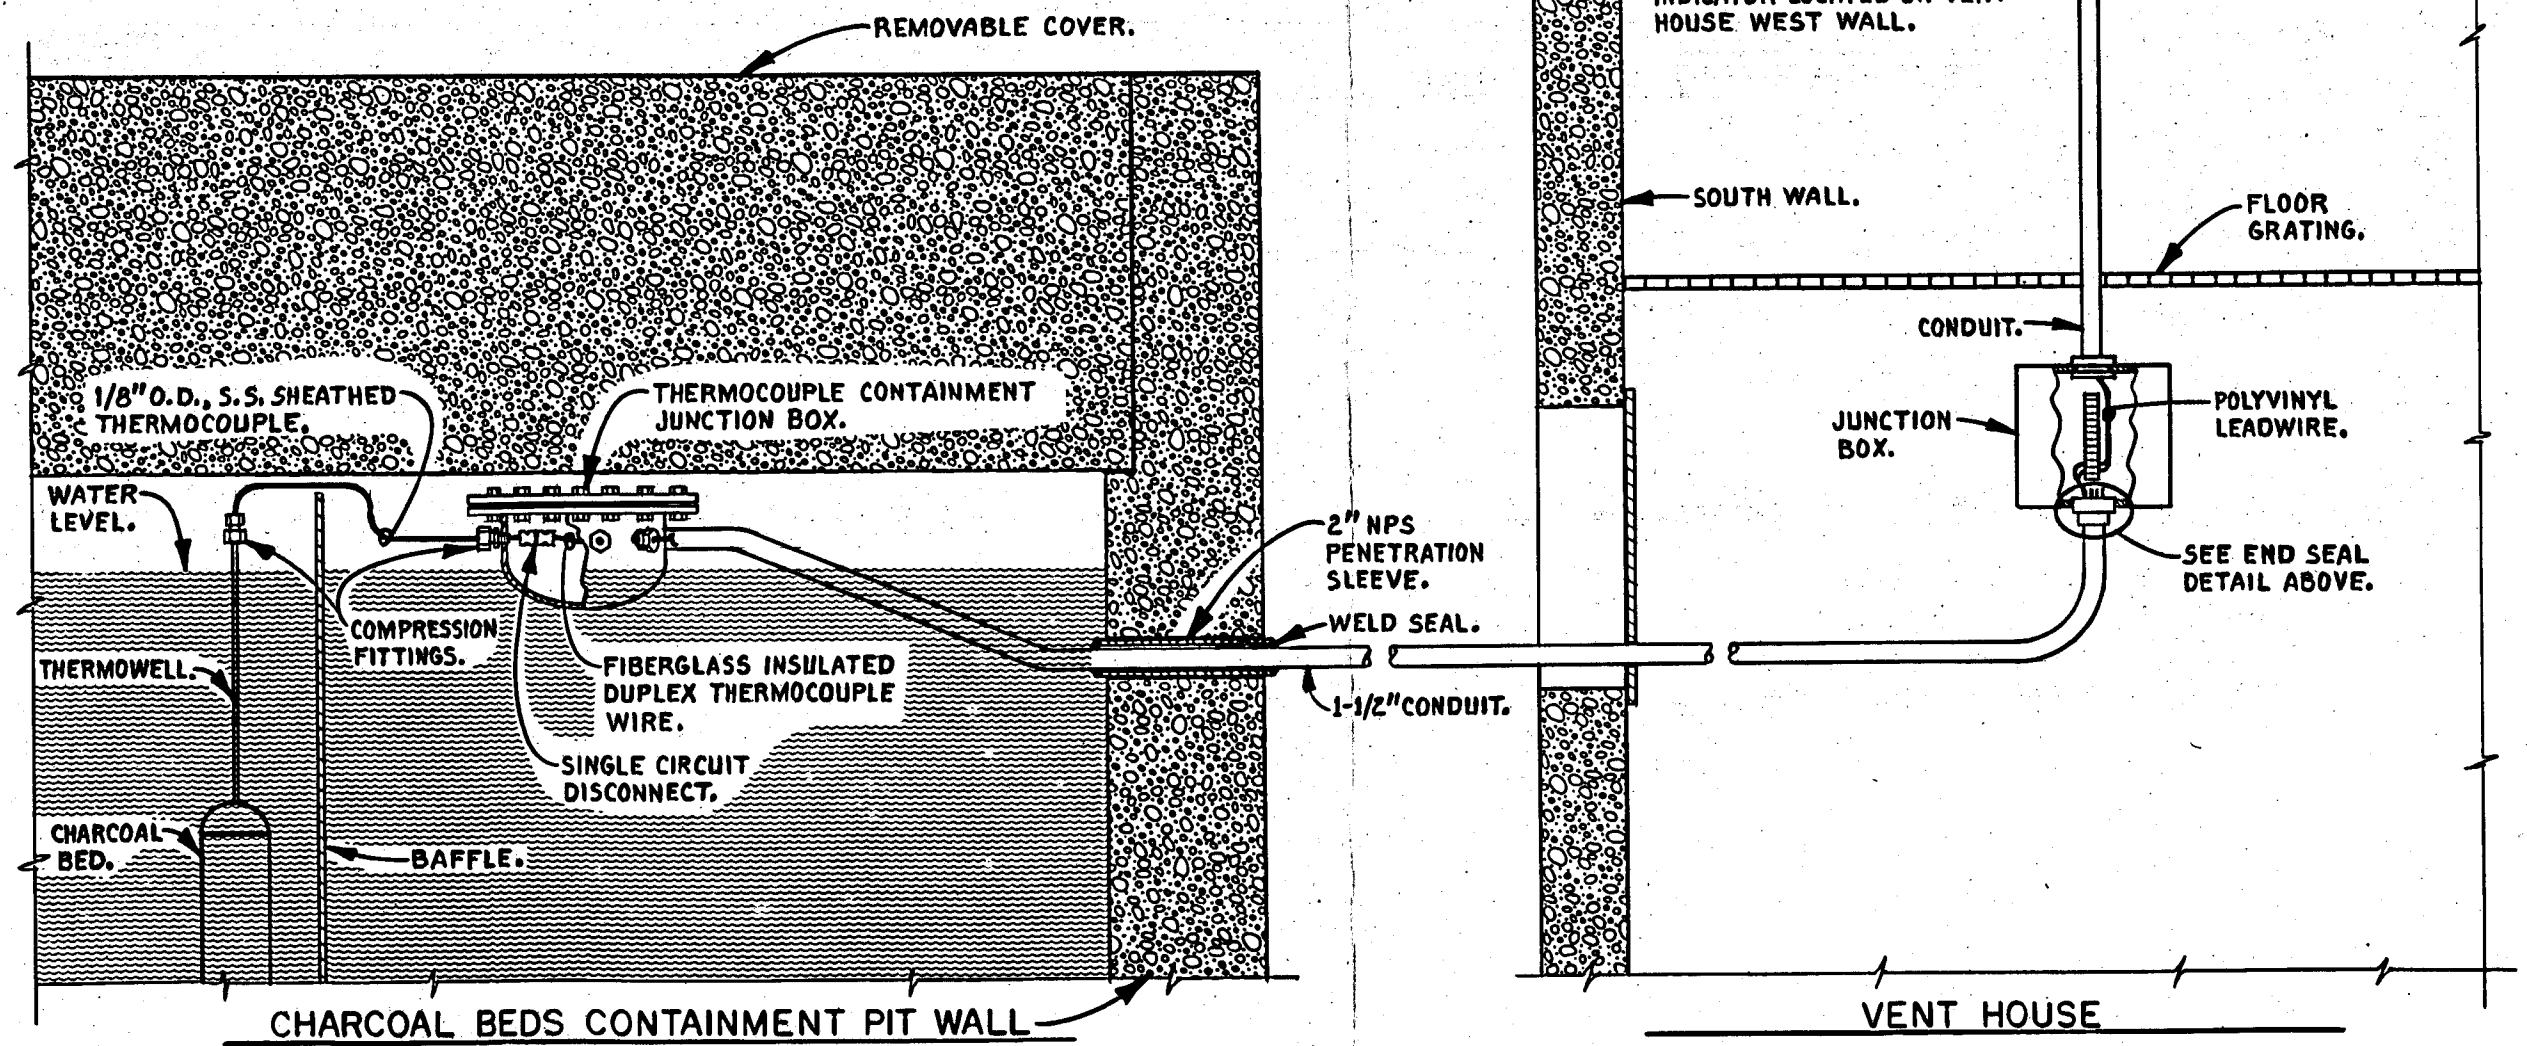 REMOVABLE COVER.
HOUSE WEST WALL.
SOUTH WALL.
FLOOR
GRATING.
CONDUIT.
1/8" O.D., S.S. SHEATHED
THERMOCOUPLE.
THERMOCOUPLE CONTAINMENT
JUNCTION BOX.
JUNCTION
BOX.
POLYVINYL
LEADWIRE.
WATER
LEVEL.
2" NPS
PENETRATION
SLEEVE.
SEE END SEAL
DETAIL ABOVE.
COMPRESSION
FITTINGS.
WELD SEAL.
THERMOWELL.
FIBERGLASS INSULATED
DUPLEX THERMOCOUPLE
WIRE.
1-1/2" CONDUIT.
SINGLE CIRCUIT
DISCONNECT.
CHARCOAL
BED.
BAFFLE.
CHARCOAL BEDS CONTAINMENT PIT WALL
VENT HOUSE